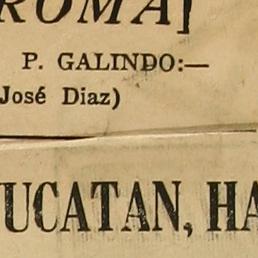 ROMA]
P. GALINDO:—
José Diaz)
UCATAN, HA